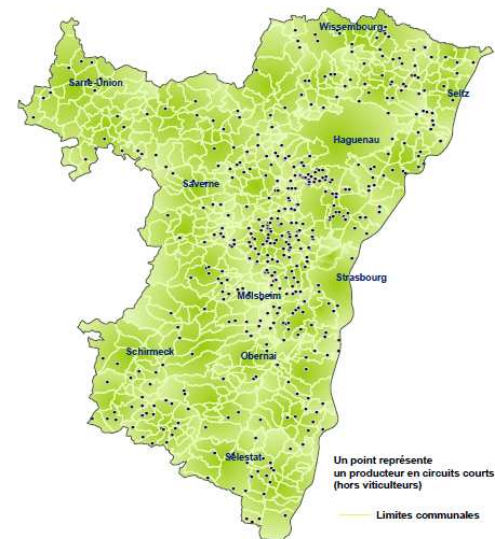 Wissembourg
Sarre-Union
Seltz
Haguenau
Saverne
Strasbourg
Molsheim
Schirmeck
Obernai
Sélestat
Un point représente
un producteur en circuits courts
(hors viticulteurs)
Limites communales